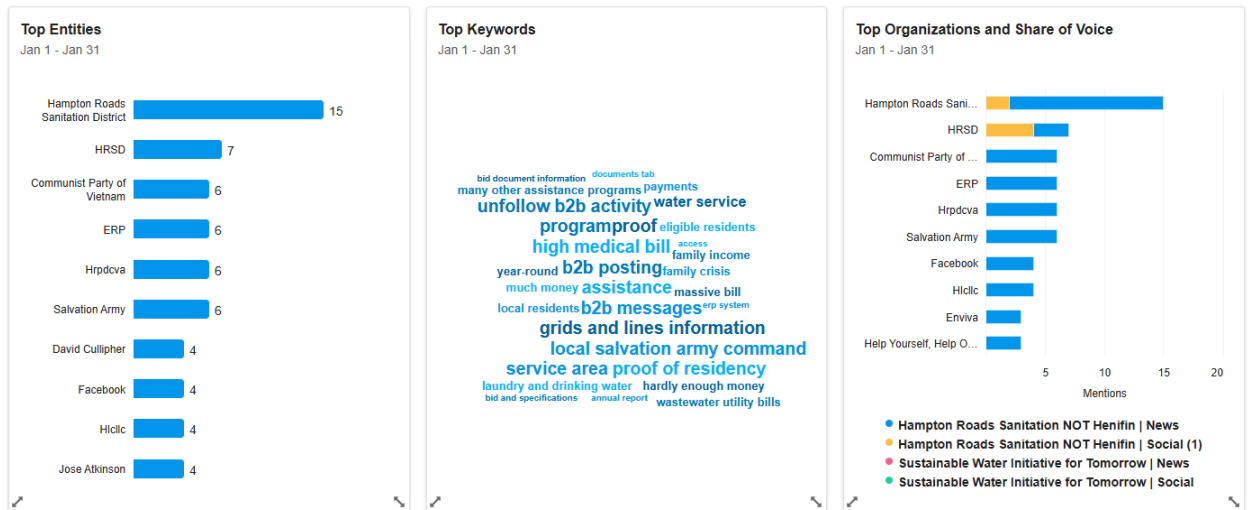 Top Entities
Jan 1 - Jan 31
Hampton Roads
Sanitation District
15
HRSD
7
Communist Party of
Vietnam
6
ERP
6
Hrpdcva
6
Salvation Army
6
David Cullipher
4
Facebook
4
Hlcllc
4
Jose Atkinson
4
Top Keywords
Jan 1 - Jan 31
bid document information documents tab
many other assistance programs payments
unfollow b2b activity water service
programproof eligible residents
high medical bill access
family income
year-round b2b posting family crisis
much money assistance massive bill
local residents b2b messages erp system
grids and lines information
local salvation army command
service area proof of residency
laundry and drinking water hardly enough money
bid and specifications annual report wastewater utility bills
Top Organizations and Share of Voice
Jan 1 - Jan 31
Hampton Roads Sani...
HRSD
Communist Party of ...
ERP
Hrpdcva
Salvation Army
Facebook
Hlcllc
Enviva
Help Yourself, Help O...
5 10 15 20
Mentions
Hampton Roads Sanitation NOT Henifin | News
Hampton Roads Sanitation NOT Henifin | Social (1)
Sustainable Water Initiative for Tomorrow | News
Sustainable Water Initiative for Tomorrow | Social